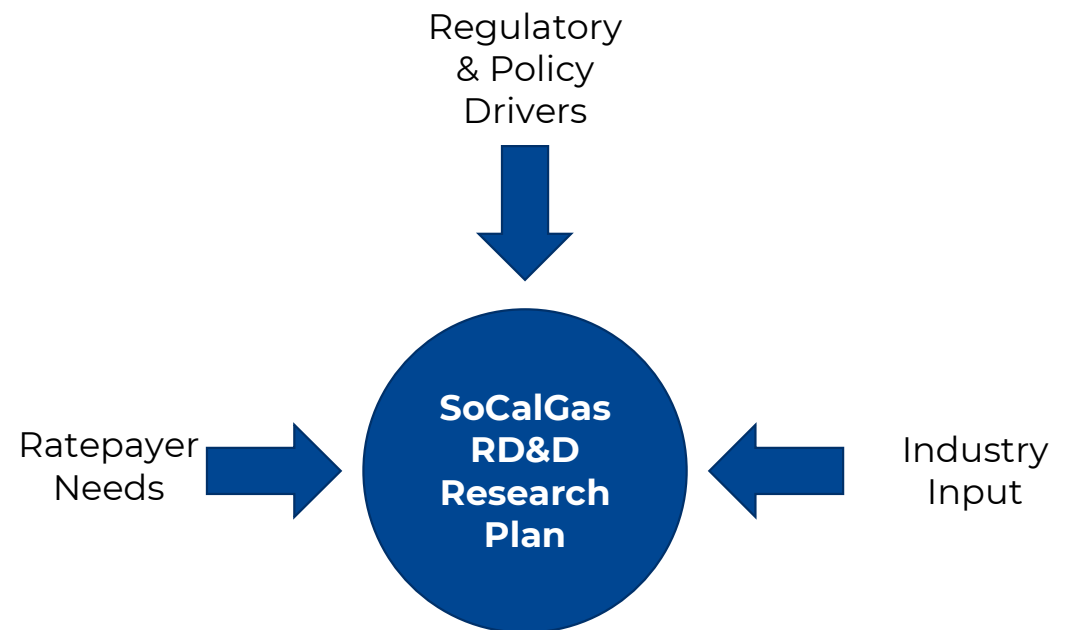 Regulatory
& Policy
Drivers
SoCalGas
RD&D
Research
Plan
Ratepayer
Needs
Industry
Input